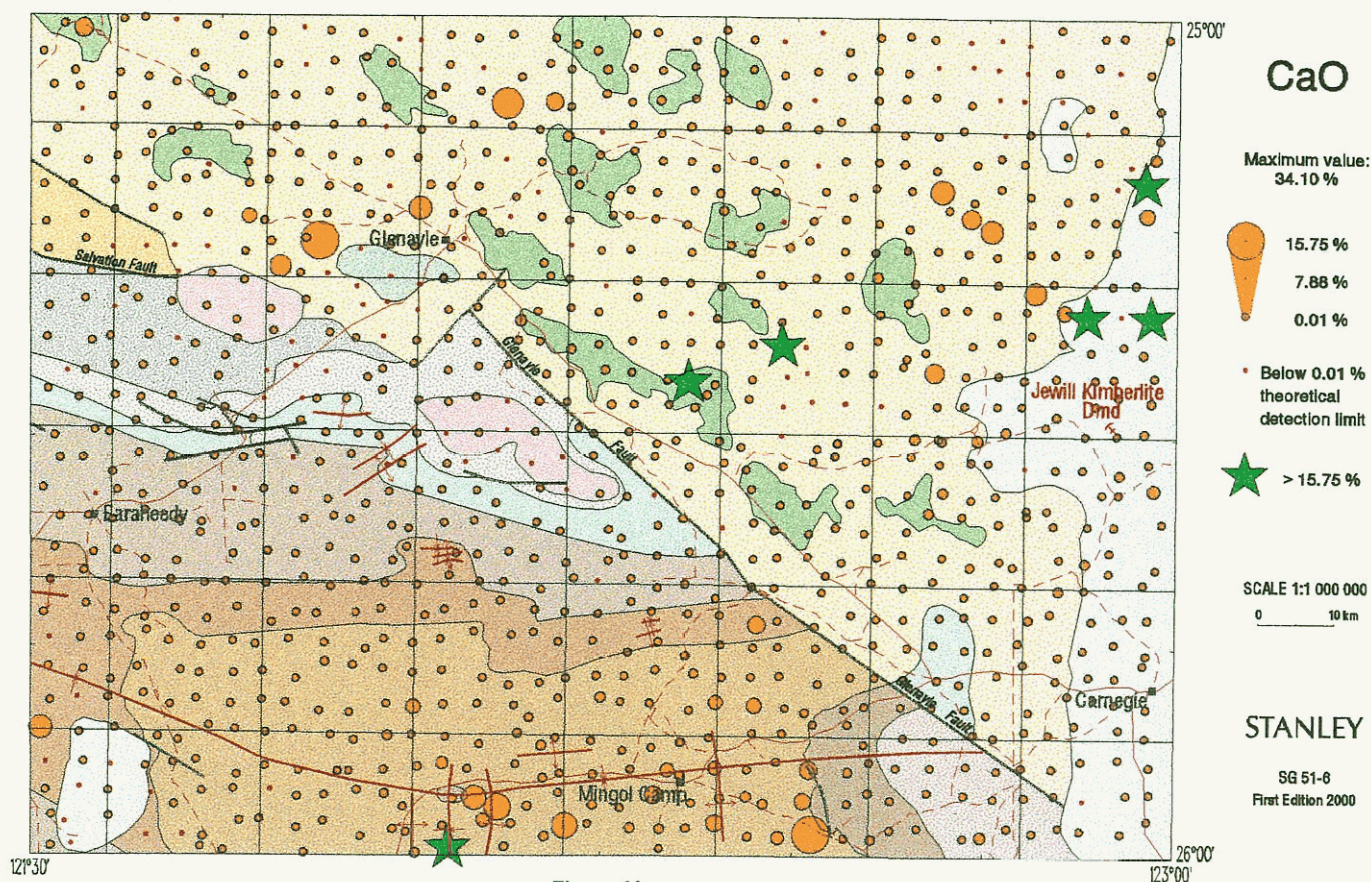 25°00'
CaO
Maximum value:
34.10 %
15.75 %
7.88 %
0.01 %
Below 0.01 %
theoretical
detection limit
> 15.75 %
SCALE 1:1 000 000
0 10 km
STANLEY
SG 51-6
First Edition 2000
Glenayle
Salvation Fault
Glenayle
Fault
Jewill Kimberlite
Dmd
Earaheedy
Glenayle Fault
Carnegie
Mingol Camp
121°30'
26°00'
123°00'